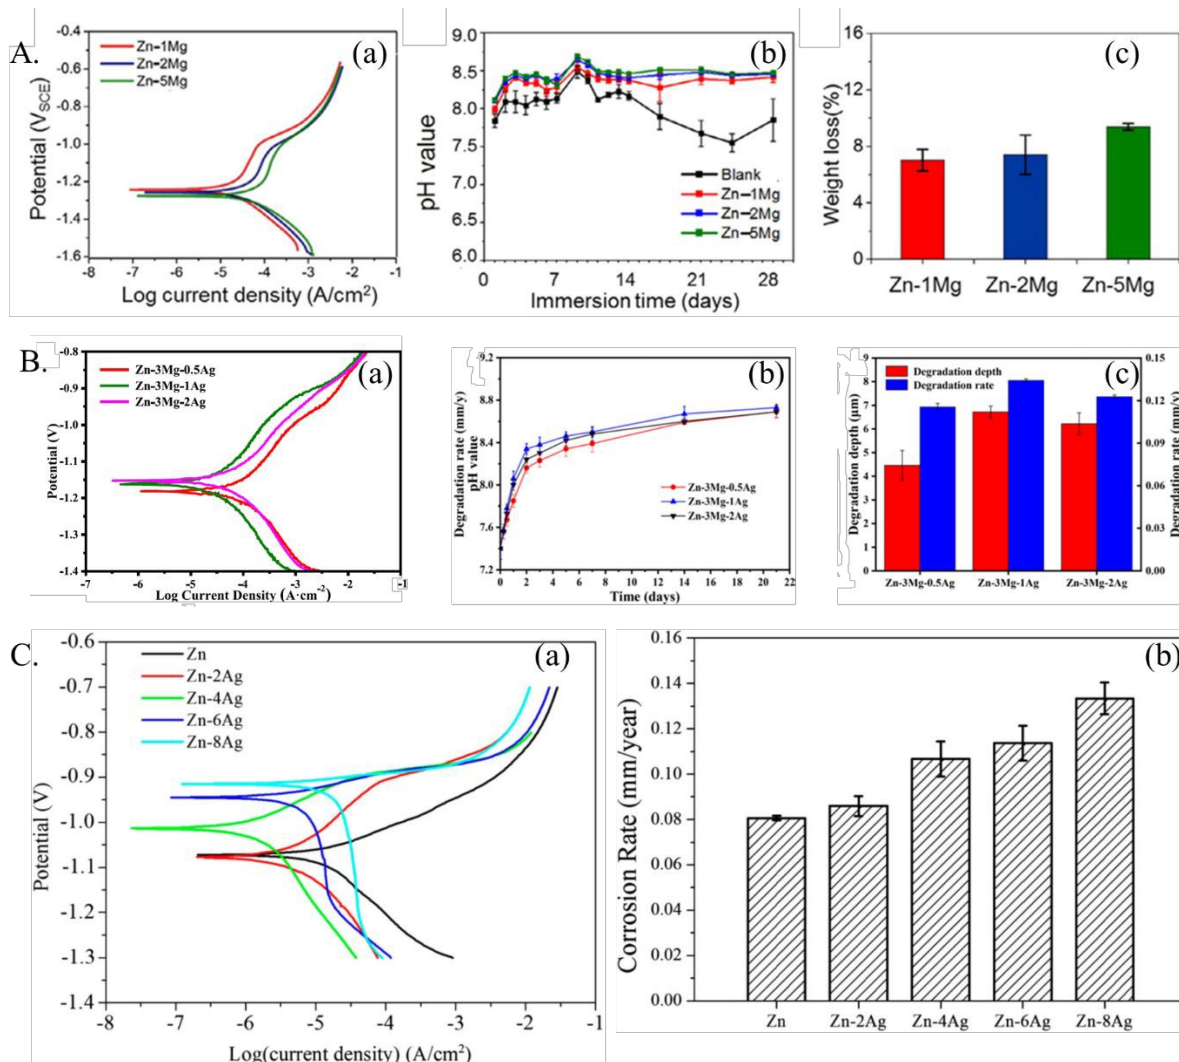 A.
(a)
Zn–1Mg
Zn–2Mg
Zn–5Mg
-0.4
-0.6
-0.8
-1.0
-1.2
-1.4
-1.6
Potential (VSCE)
-8 -7 -6 -5 -4 -3 -2 -1
Log current density (A/cm²)
(b)
9.0
8.5
8.0
7.5
7.0
6.5
6.0
pH value
Blank
Zn–1Mg
Zn–2Mg
Zn–5Mg
0 7 14 21 28
Immersion time (days)
(c)
16
12
8
4
0
Weight loss(%)
Zn-1Mg Zn-2Mg Zn-5Mg
B.
(a)
Zn-3Mg-0.5Ag
Zn-3Mg-1Ag
Zn-3Mg-2Ag
-0.8
-0.9
-1.0
-1.1
-1.2
-1.3
-1.4
Potential (V)
-7 -6 -5 -4 -3 -2 -1
Log Current Density (A·cm⁻²)
(b)
9.2
8.8
8.4
8.0
7.6
7.2
Degradation rate (mm/y)
pH value
Zn-3Mg-0.5Ag
Zn-3Mg-1Ag
Zn-3Mg-2Ag
0 2 4 6 8 10 12 14 16 18 20 22
Time (days)
(c)
Degradation depth
Degradation rate
9
8
7
6
5
4
3
2
1
0
Degradation depth (μm)
0.15
0.12
0.09
0.06
0.03
0.00
Degradation rate (mm/y)
Zn-3Mg-0.5Ag Zn-3Mg-1Ag Zn-3Mg-2Ag
C.
(a)
Zn
Zn-2Ag
Zn-4Ag
Zn-6Ag
Zn-8Ag
-0.6
-0.7
-0.8
-0.9
-1.0
-1.1
-1.2
-1.3
-1.4
Potential (V)
-8 -7 -6 -5 -4 -3 -2 -1
Log(current density) (A/cm²)
(b)
0.16
0.14
0.12
0.10
0.08
0.06
0.04
0.02
0.00
Corrosion Rate (mm/year)
Zn Zn-2Ag Zn-4Ag Zn-6Ag Zn-8Ag